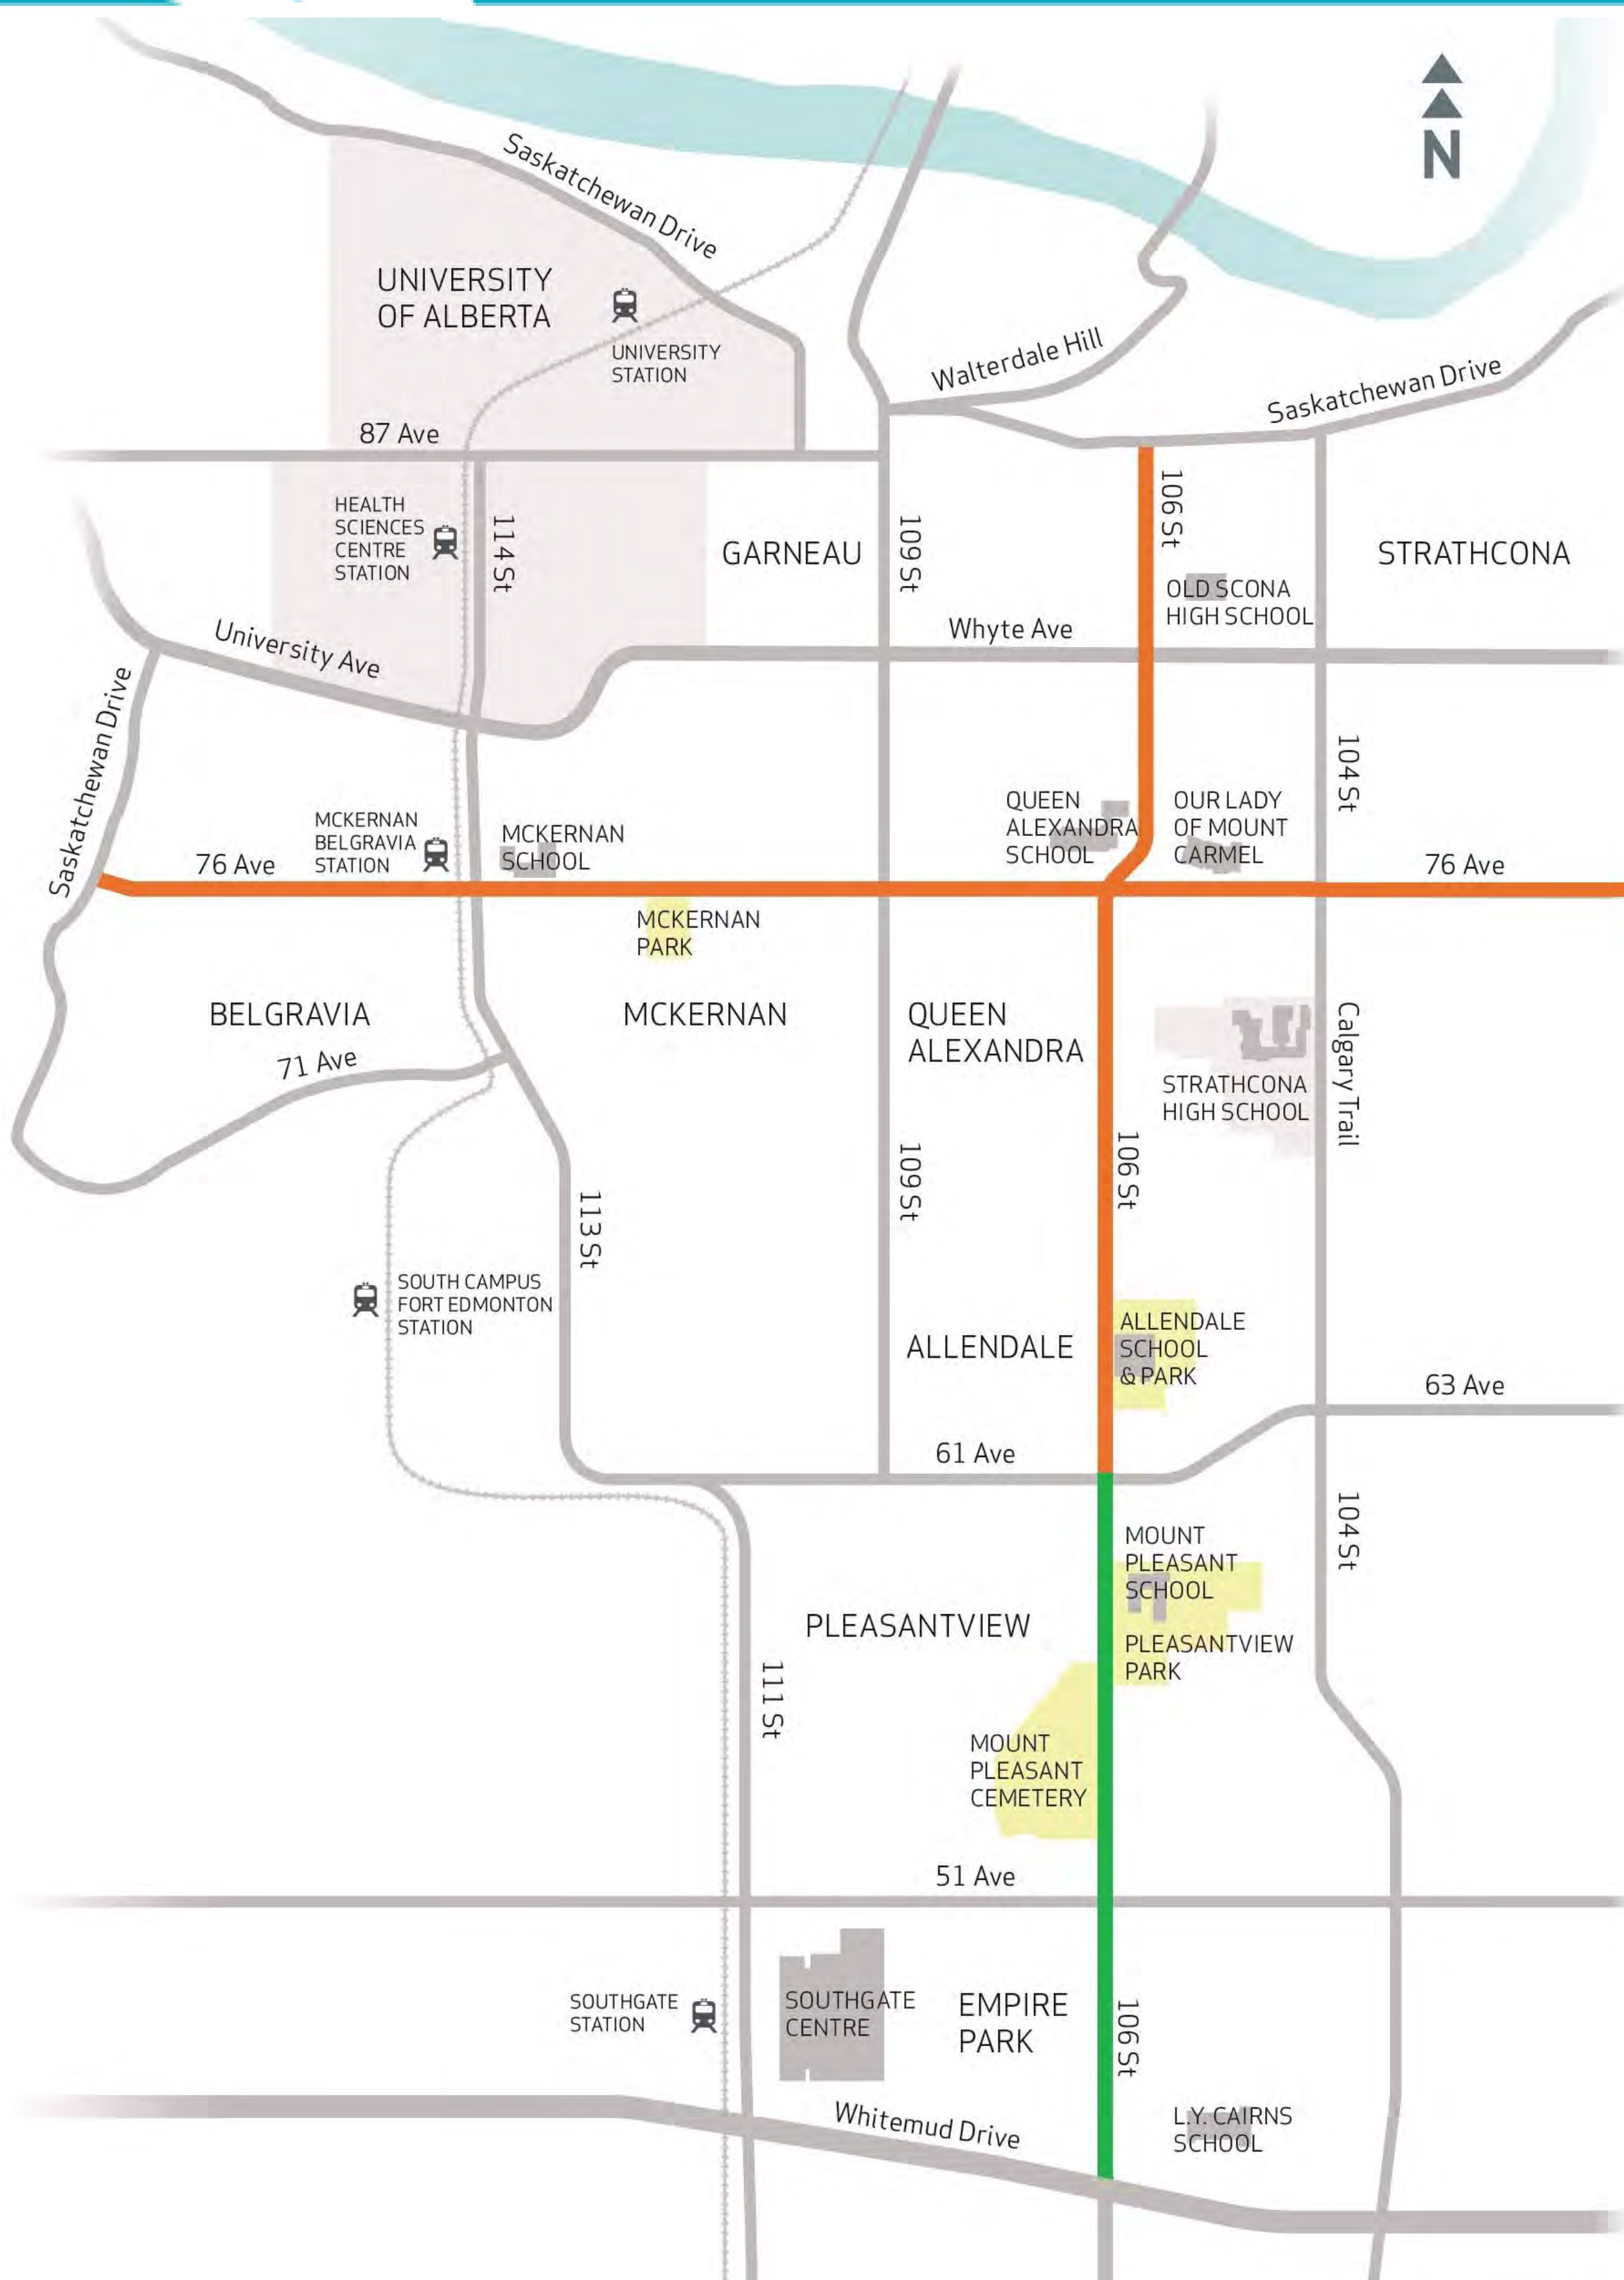 N
Saskatchewan Drive
UNIVERSITY
OF ALBERTA
UNIVERSITY
STATION
Walterdale Hill
Saskatchewan Drive
87 Ave
HEALTH
SCIENCES
CENTRE
STATION
114 St
GARNEAU
109 St
106 St
STRATHCONA
OLD SCONA
HIGH SCHOOL
Whyte Ave
University Ave
Saskatchewan Drive
104 St
MCKERNAN
BELGRAVIA
STATION
MCKERNAN
SCHOOL
QUEEN
ALEXANDRA
SCHOOL
OUR LADY
OF MOUNT
CARMEL
76 Ave
76 Ave
MCKERNAN
PARK
BELGRAVIA
MCKERNAN
QUEEN
ALEXANDRA
Calgary Trail
71 Ave
STRATHCONA
HIGH SCHOOL
109 St
106 St
113 St
SOUTH CAMPUS
FORT EDMONTON
STATION
ALLENDALE
ALLENDALE
SCHOOL
& PARK
63 Ave
61 Ave
104 St
MOUNT
PLEASANT
SCHOOL
PLEASANTVIEW
PLEASANTVIEW
PARK
111 St
MOUNT
PLEASANT
CEMETERY
51 Ave
SOUTHGATE
STATION
SOUTHGATE
CENTRE
EMPIRE
PARK
106 St
Whitemud Drive
L.Y. CAIRNS
SCHOOL